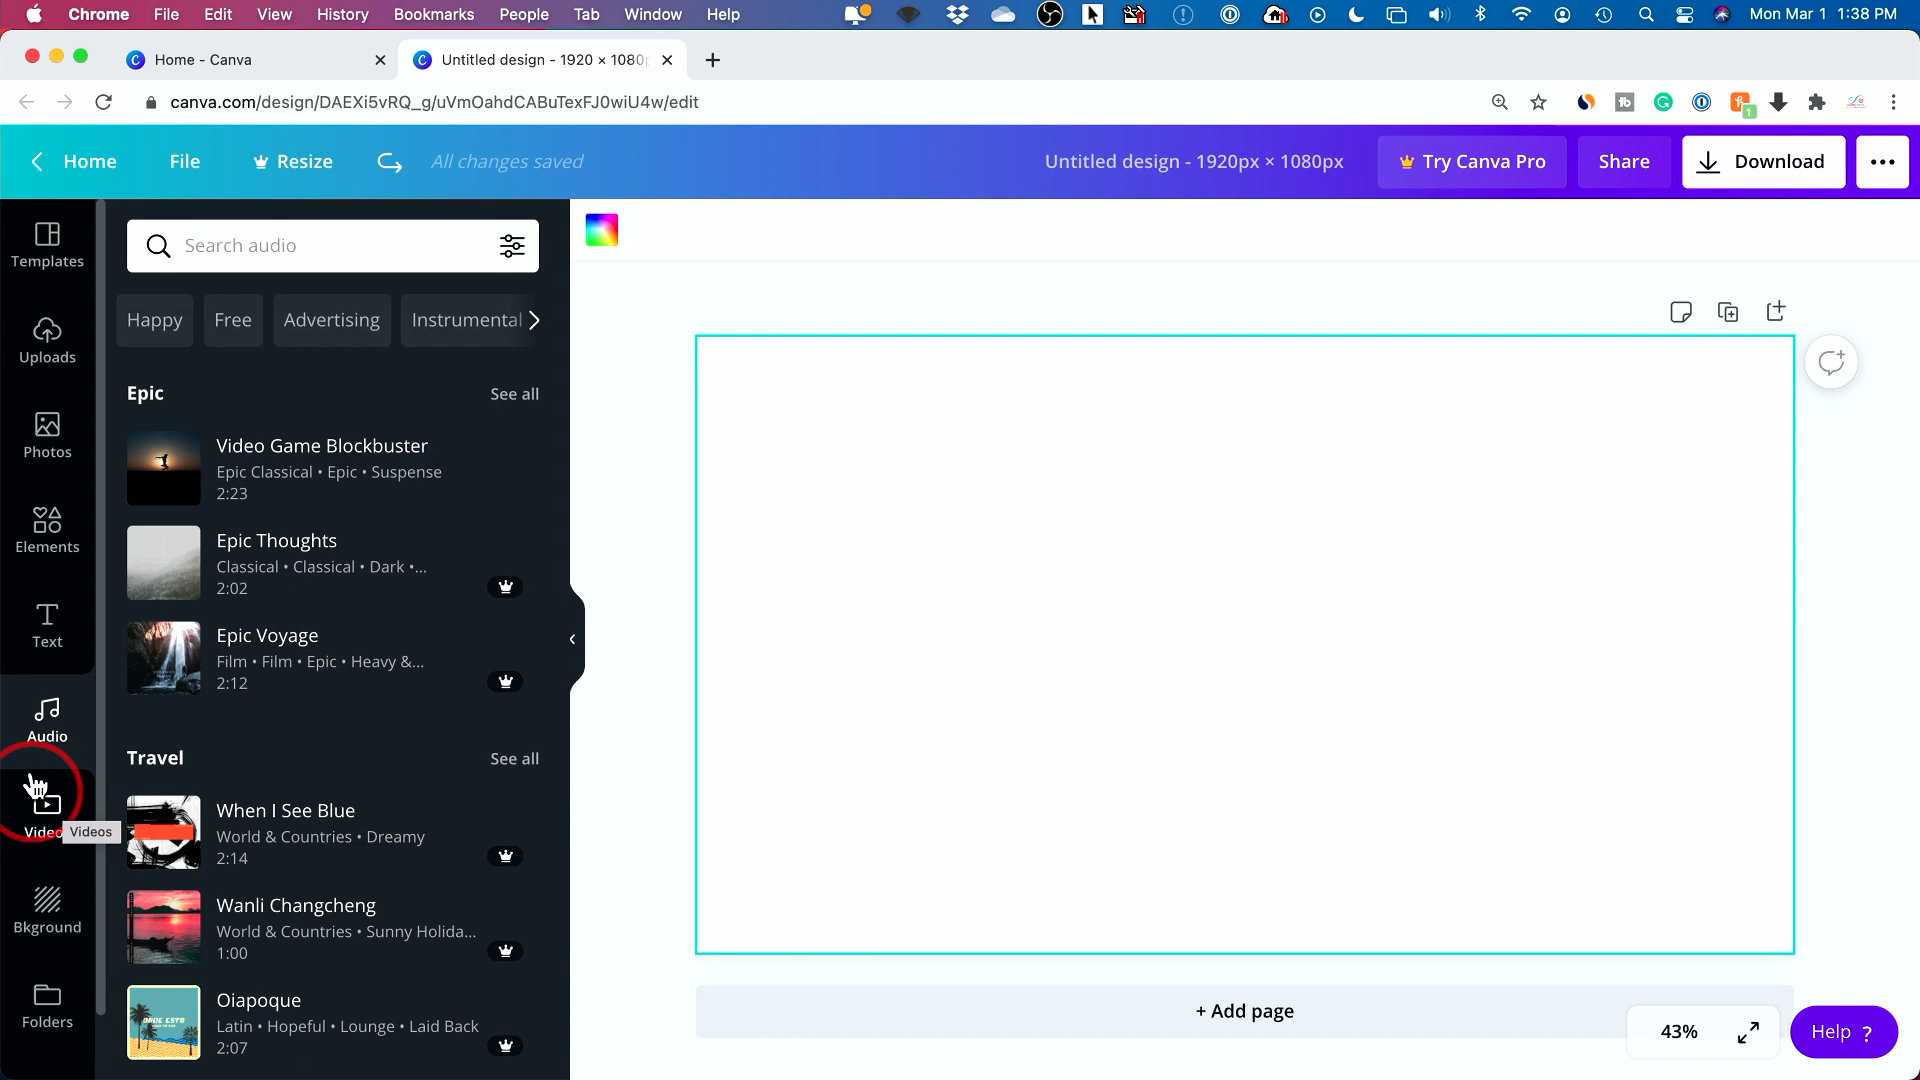 Chrome File Edit View History Bookmarks People Tab Window Help Mon Mar 1 1:38 PM
Home - Canva Untitled design - 1920 × 1080
canva.com/design/DAEXi5vRQ_g/uVmOahdCABuTexFJ0wiU4w/edit
Home File Resize All changes saved Untitled design - 1920px × 1080px Try Canva Pro Share Download
Templates
Uploads
Photos
Elements
Text
Audio
Videos
Bkground
Folders
Search audio
Happy Free Advertising Instrumental
Epic See all
Video Game Blockbuster
Epic Classical • Epic • Suspense
2:23
Epic Thoughts
Classical • Classical • Dark •...
2:02
Epic Voyage
Film • Film • Epic • Heavy &...
2:12
Travel See all
When I See Blue
World & Countries • Dreamy
2:14
Wanli Changcheng
World & Countries • Sunny Holida...
1:00
Oiapoque
Latin • Hopeful • Lounge • Laid Back
2:07
+ Add page
43%
Help ?